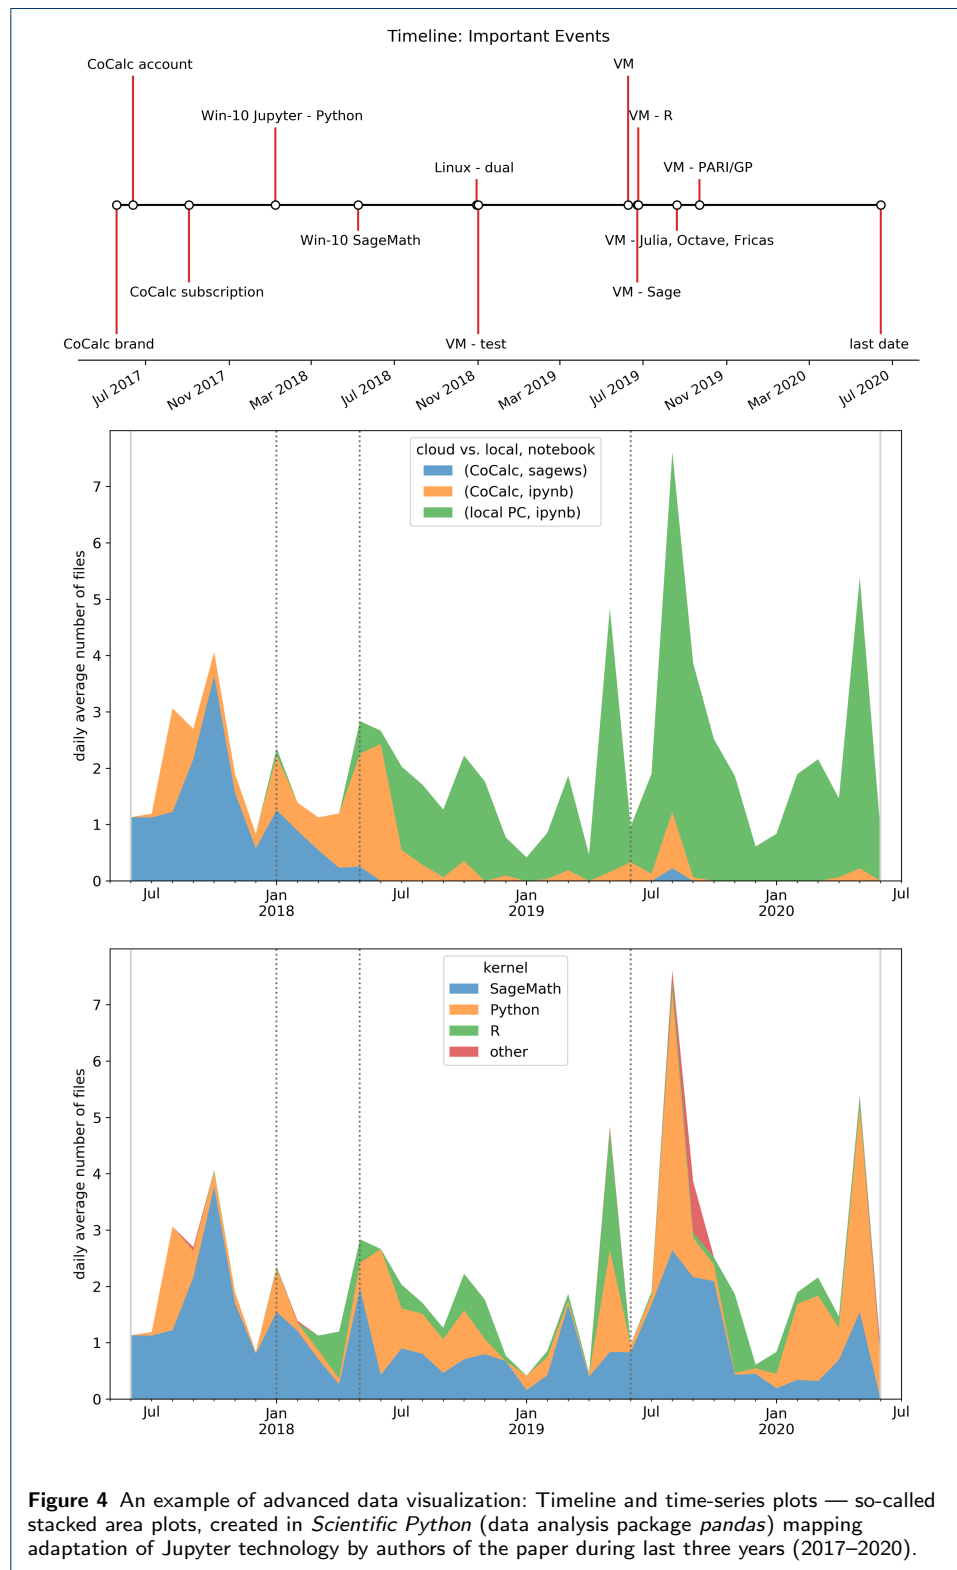 Timeline: Important Events
CoCalc account
VM
Win-10 Jupyter - Python
VM - R
Linux - dual
VM - PARI/GP
Win-10 SageMath
VM - Julia, Octave, Fricas
CoCalc subscription
VM - Sage
CoCalc brand
VM - test
last date
Jul 2017
Nov 2017
Mar 2018
Jul 2018
Nov 2018
Mar 2019
Jul 2019
Nov 2019
Mar 2020
Jul 2020
cloud vs. local, notebook
(CoCalc, sagews)
(CoCalc, ipynb)
(local PC, ipynb)
daily average number of files
7
6
5
4
3
2
1
0
Jul
Jan
2018
Jul
Jan
2019
Jul
Jan
2020
Jul
kernel
SageMath
Python
R
other
daily average number of files
7
6
5
4
3
2
1
0
Jul
Jan
2018
Jul
Jan
2019
Jul
Jan
2020
Jul
Figure 4 An example of advanced data visualization: Timeline and time-series plots — so-called
stacked area plots, created in Scientific Python (data analysis package pandas) mapping
adaptation of Jupyter technology by authors of the paper during last three years (2017–2020).